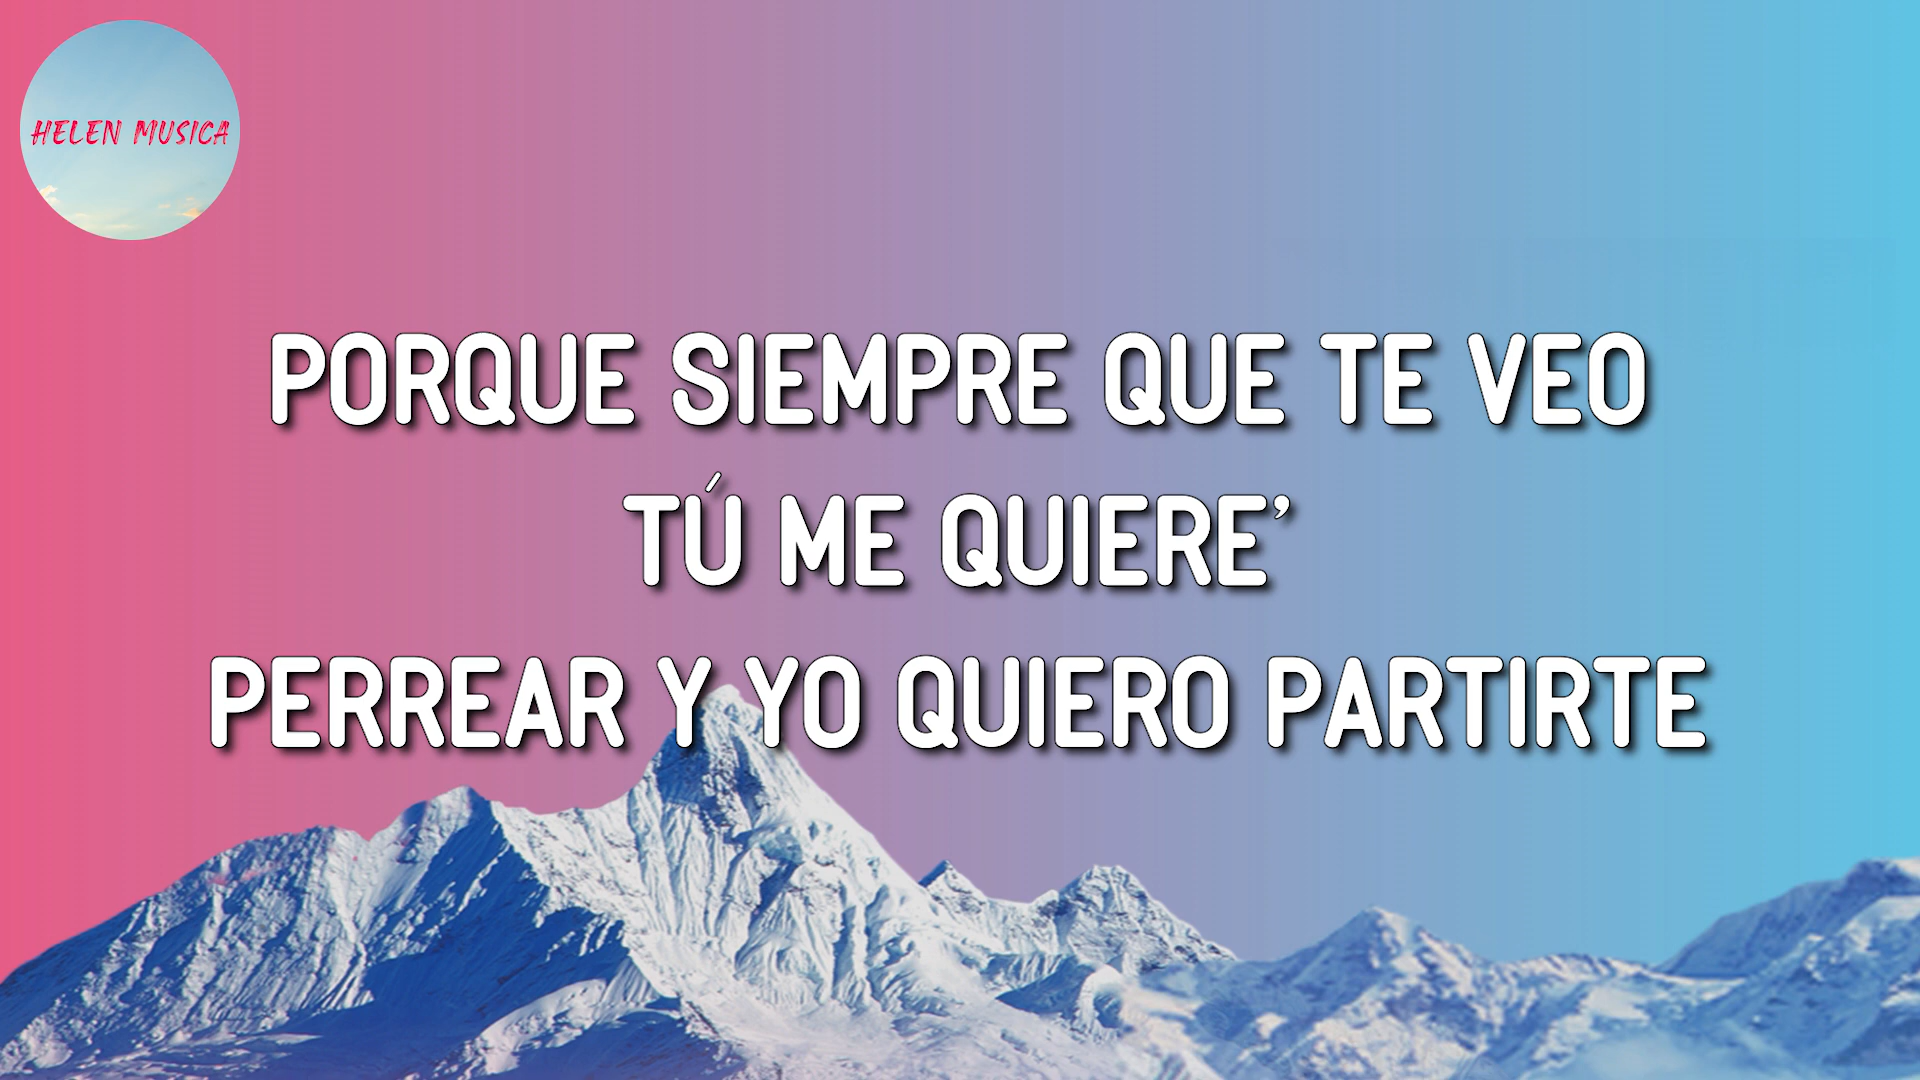 HELEN MUSICA
PORQUE SIEMPRE QUE TE VEO
TÚ ME QUIERE'
PERREAR Y YO QUIERO PARTIRTE